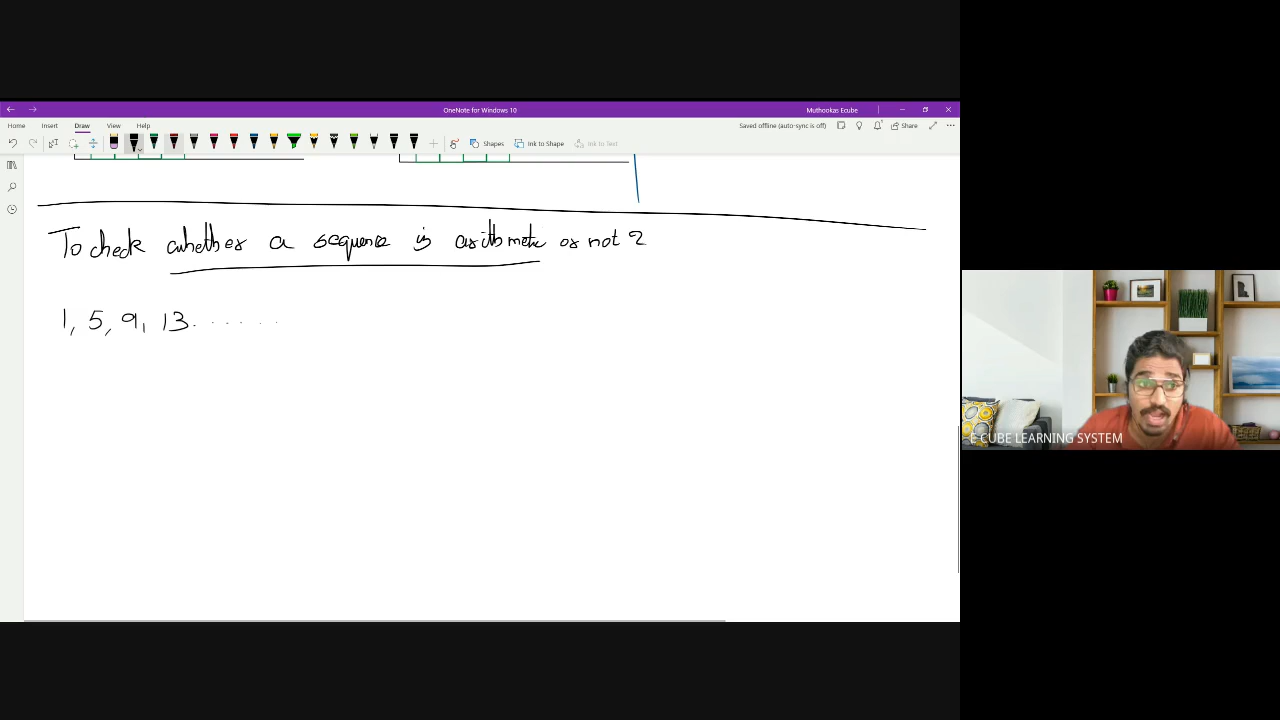 OneNote for Windows 10
Muthookas Ecube
Home Insert Draw View Help
Saved offline (auto-sync is off)
Share
Shapes
Ink to Shape
Ink to Text
To check whether a sequence is arithmetic or not ?
1, 5, 9, 13.......
E CUBE LEARNING SYSTEM